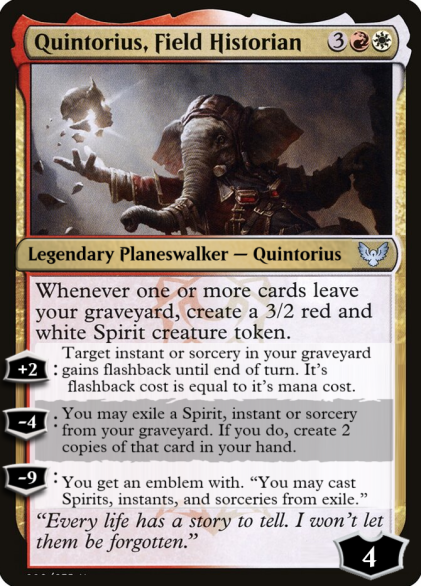 Quintorius, Field Historian 3
Legendary Planeswalker — Quintorius
Whenever one or more cards leave
your graveyard, create a 3/2 red and
white Spirit creature token.
+2 : Target instant or sorcery in your graveyard
gains flashback until end of turn. It's
flashback cost is equal to it's mana cost.
-4 : You may exile a Spirit, instant or sorcery
from your graveyard. If you do, create 2
copies of that card in your hand.
-9 : You get an emblem with. “You may cast
Spirits, instants, and sorceries from exile.”
“Every life has a story to tell. I won't let
them be forgotten.”
4